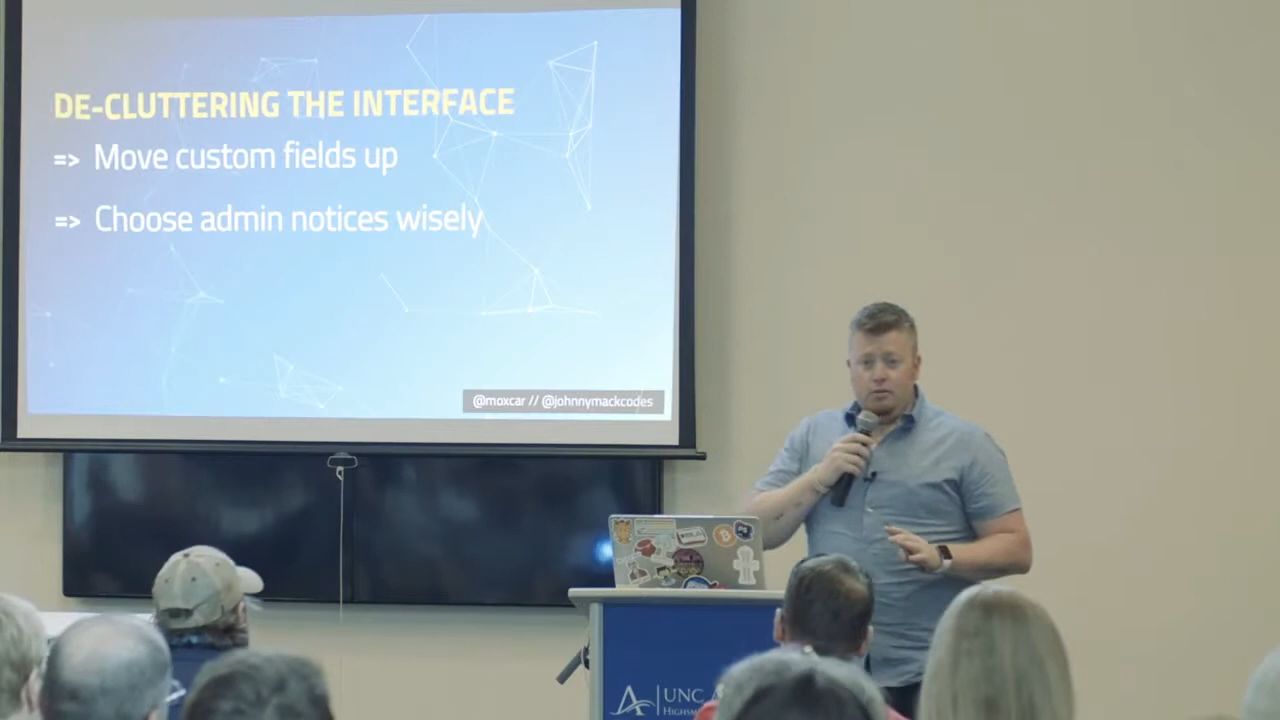 DE-CLUTTERING THE INTERFACE
=> Move custom fields up
=> Choose admin notices wisely
@moxcar // @johnnymackcodes
UNC